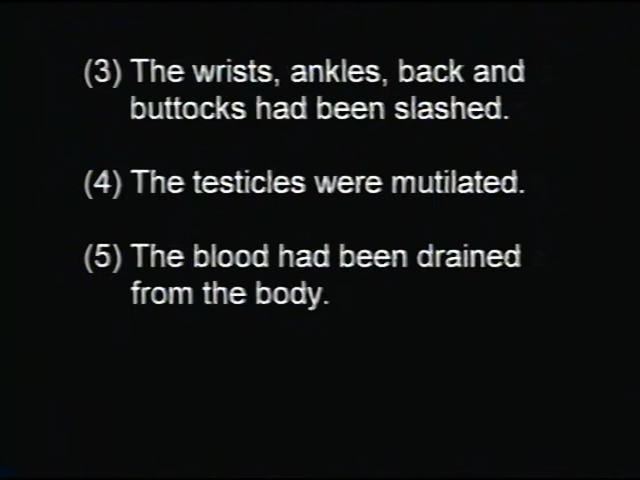 (3) The wrists, ankles, back and
buttocks had been slashed.
(4) The testicles were mutilated.
(5) The blood had been drained
from the body.